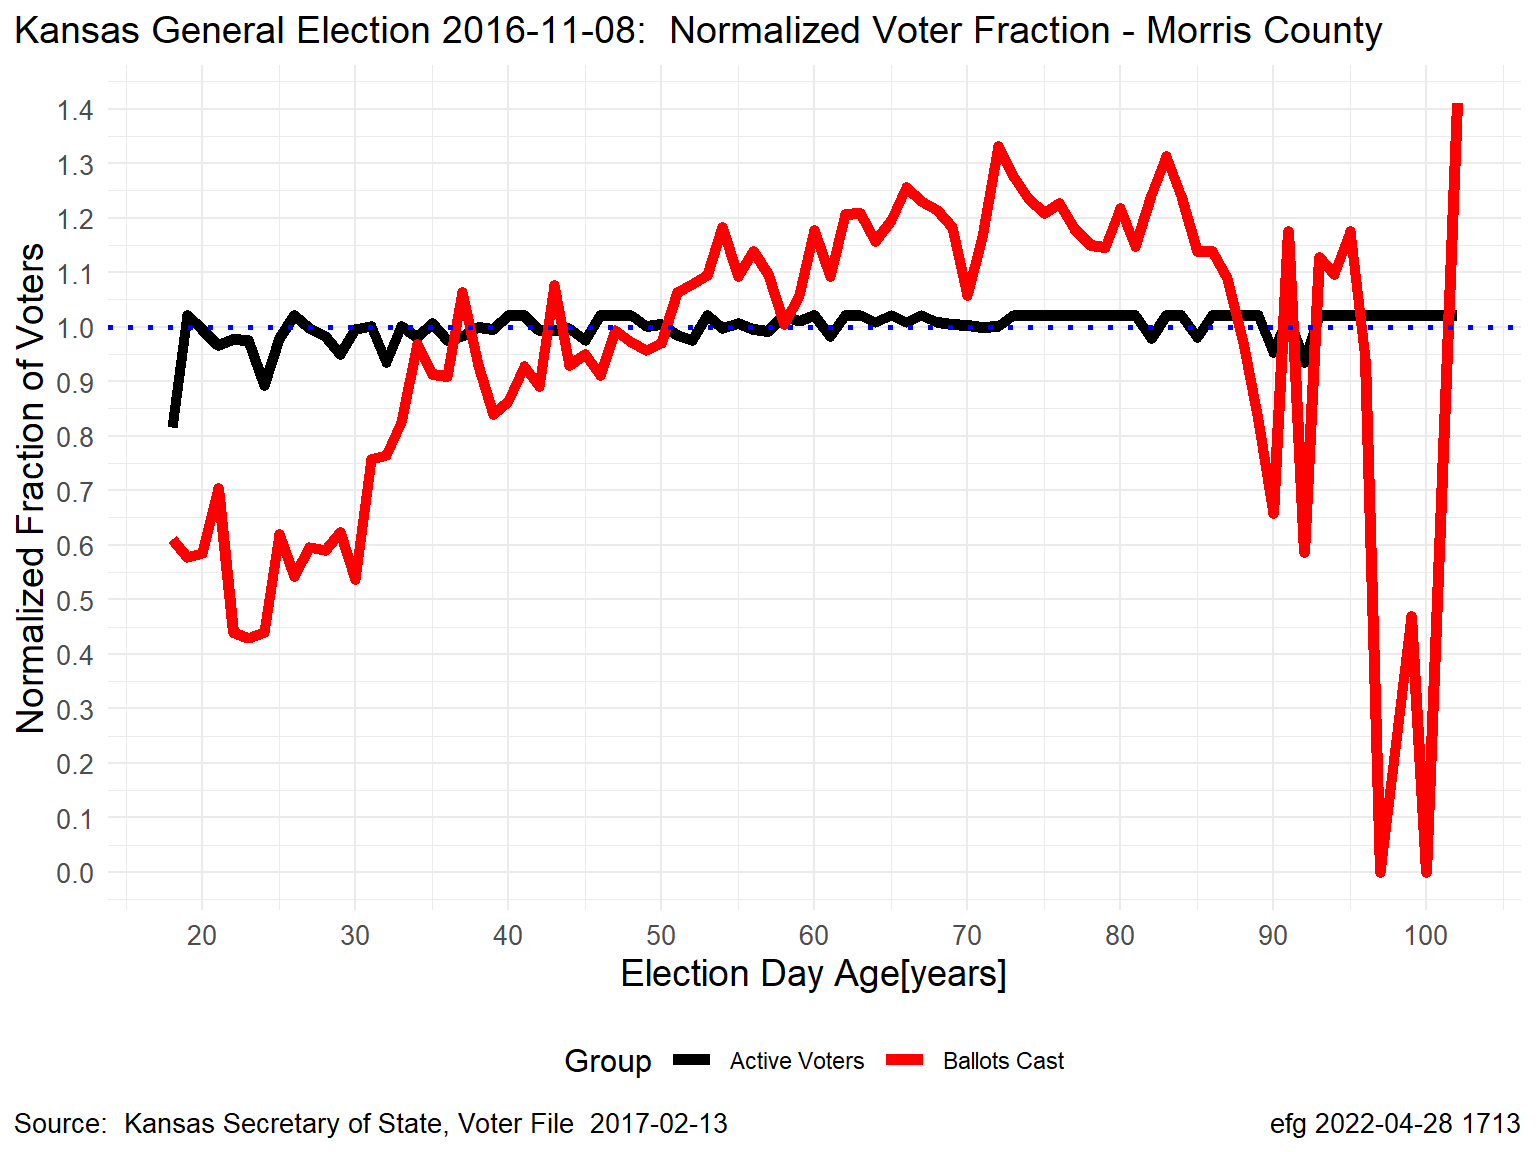 Kansas General Election 2016-11-08:  Normalized Voter Fraction - Morris County
Normalized Fraction of Voters
1.4
1.3
1.2
1.1
1.0
0.9
0.8
0.7
0.6
0.5
0.4
0.3
0.2
0.1
0.0
20 30 40 50 60 70 80 90 100
Election Day Age[years]
Group Active Voters Ballots Cast
Source:  Kansas Secretary of State, Voter File  2017-02-13
efg 2022-04-28 1713